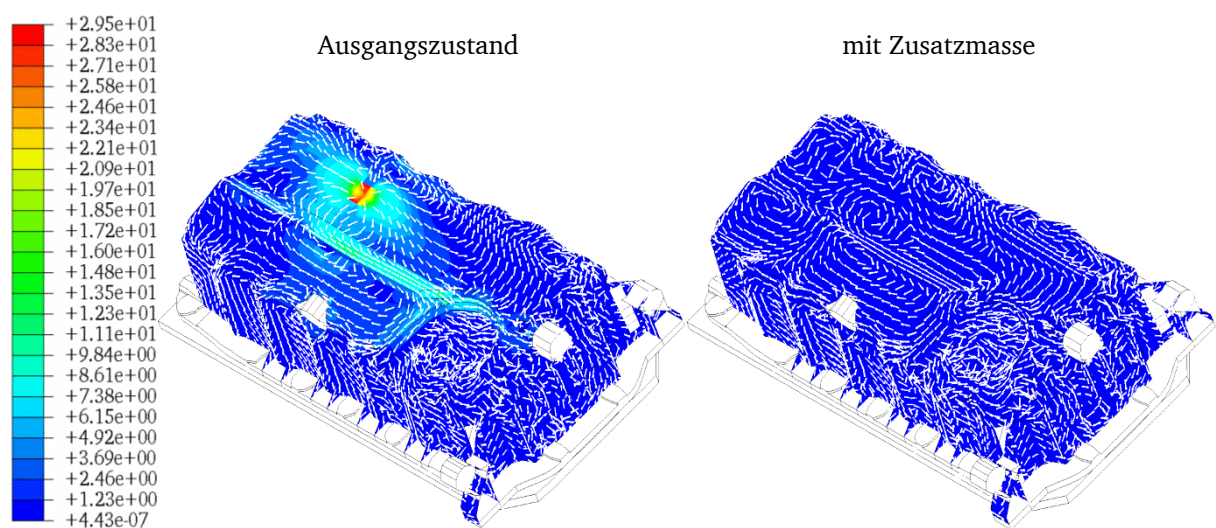 +2.95e+01
+2.83e+01
+2.71e+01
+2.58e+01
+2.46e+01
+2.34e+01
+2.21e+01
+2.09e+01
+1.97e+01
+1.85e+01
+1.72e+01
+1.60e+01
+1.48e+01
+1.35e+01
+1.23e+01
+1.11e+01
+9.84e+00
+8.61e+00
+7.38e+00
+6.15e+00
+4.92e+00
+3.69e+00
+2.46e+00
+1.23e+00
+4.43e-07
Ausgangszustand
mit Zusatzmasse